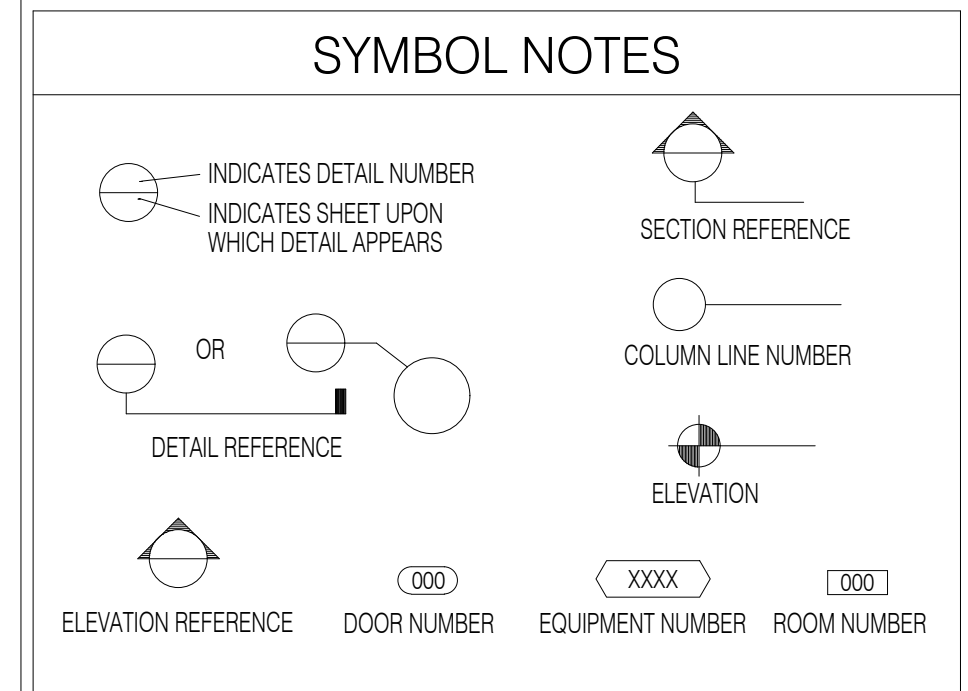 SYMBOL NOTES
INDICATES DETAIL NUMBER
INDICATES SHEET UPON
WHICH DETAIL APPEARS
SECTION REFERENCE
OR
DETAIL REFERENCE
COLUMN LINE NUMBER
ELEVATION
ELEVATION REFERENCE
000
DOOR NUMBER
XXXX
EQUIPMENT NUMBER
000
ROOM NUMBER